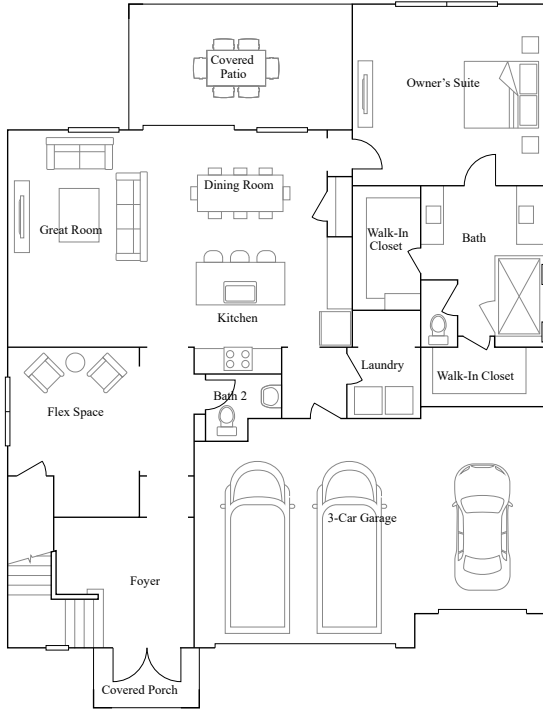 Covered
Patio
Owner's Suite
Dining Room
Great Room
Walk-In
Closet
Bath
Kitchen
Laundry
Walk-In Closet
Bath 2
Flex Space
3-Car Garage
Foyer
Covered Porch